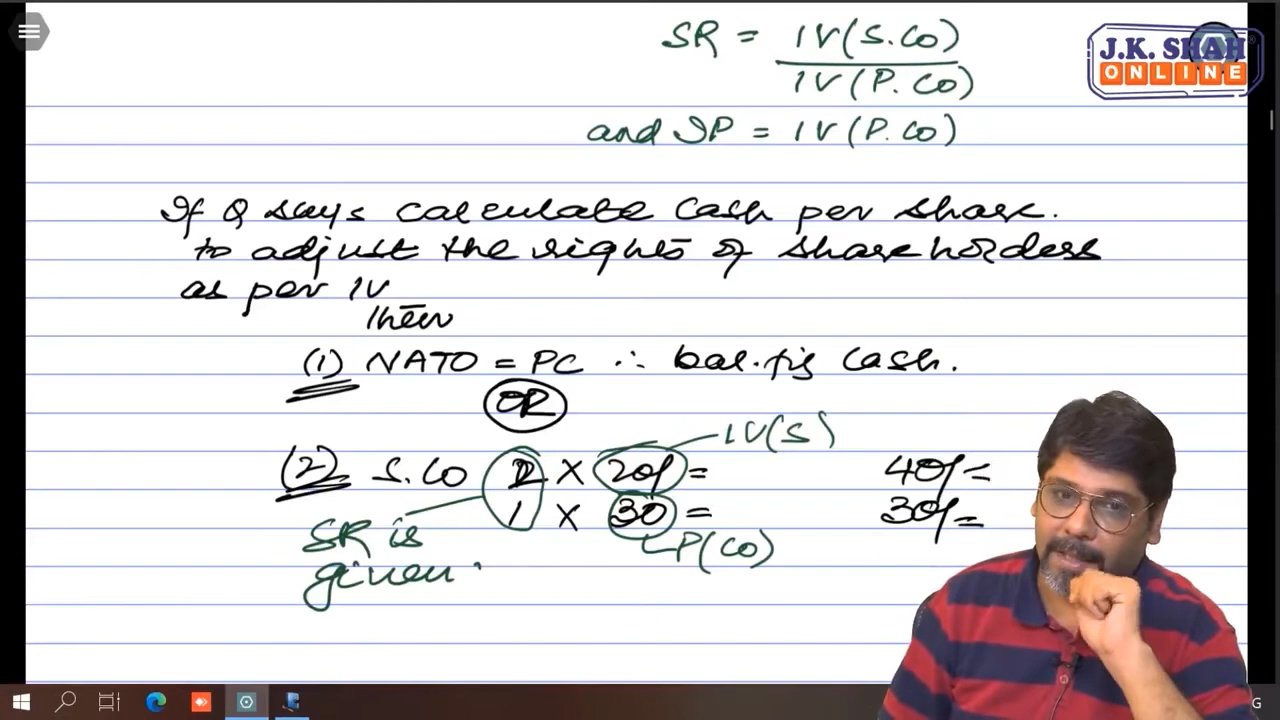 SR = IV(S.CO)
IV(P.CO)
and IP = IV(P.CO)
J.K. SHAH
ONLINE
If Q says calculate cash per share.
to adjust the rights of shareholders
as per IV
then
(1) NATO = PC ∴ bal.fig cash.
OR
IV(S)
(2) S.CO 2 X 20/- = 40/-
1 X 30 = 30/-
SR is
given
P(CO)
G